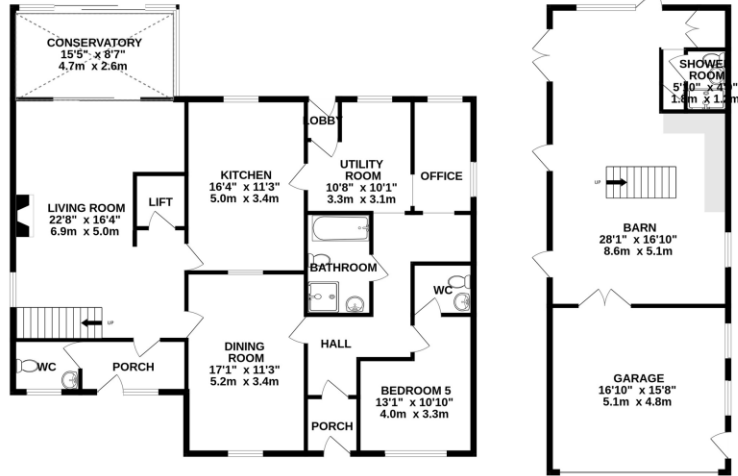 CONSERVATORY
15'5" x 8'7"
4.7m x 2.6m
LIVING ROOM
22'8" x 16'4"
6.9m x 5.0m
LIFT
UP
WC
PORCH
KITCHEN
16'4" x 11'3"
5.0m x 3.4m
DINING
ROOM
17'1" x 11'3"
5.2m x 3.4m
LOBBY
UTILITY
ROOM
10'8" x 10'1"
3.3m x 3.1m
OFFICE
BATHROOM
WC
HALL
PORCH
BEDROOM 5
13'1" x 10'10"
4.0m x 3.3m
SHOWER
ROOM
UP
BARN
28'1" x 16'10"
8.6m x 5.1m
GARAGE
16'10" x 15'8"
5.1m x 4.8m